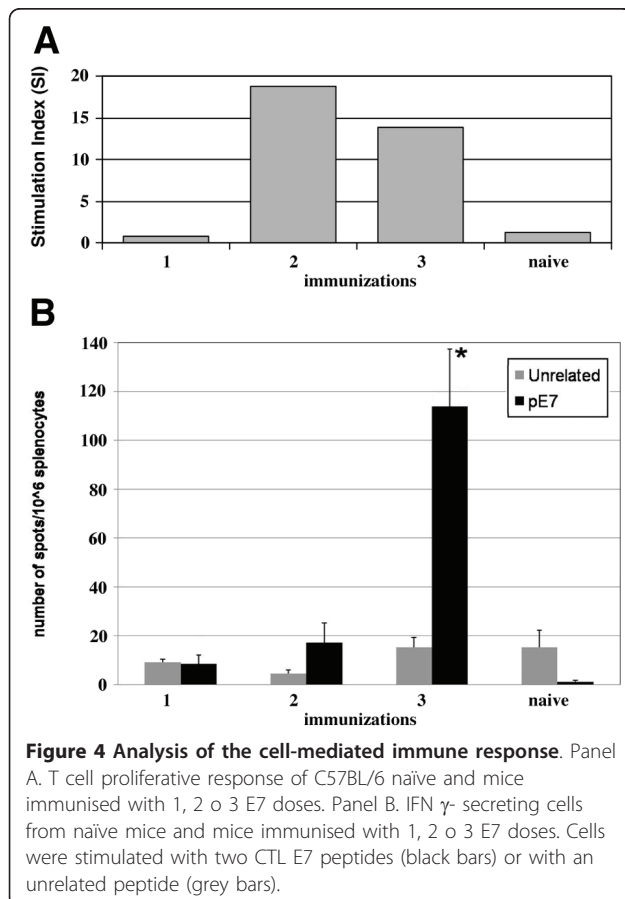 A
Stimulation Index (SI)
20
15
10
5
0
1 2 3 naive
immunizations
B
number of spots/10^6 splenocytes
140
120
100
80
60
40
20
0
*
Unrelated
pE7
1 2 3 naive
immunizations
Figure 4 Analysis of the cell-mediated immune response. Panel
A. T cell proliferative response of C57BL/6 naïve and mice
immunised with 1, 2 o 3 E7 doses. Panel B. IFN γ- secreting cells
from naïve mice and mice immunised with 1, 2 o 3 E7 doses. Cells
were stimulated with two CTL E7 peptides (black bars) or with an
unrelated peptide (grey bars).